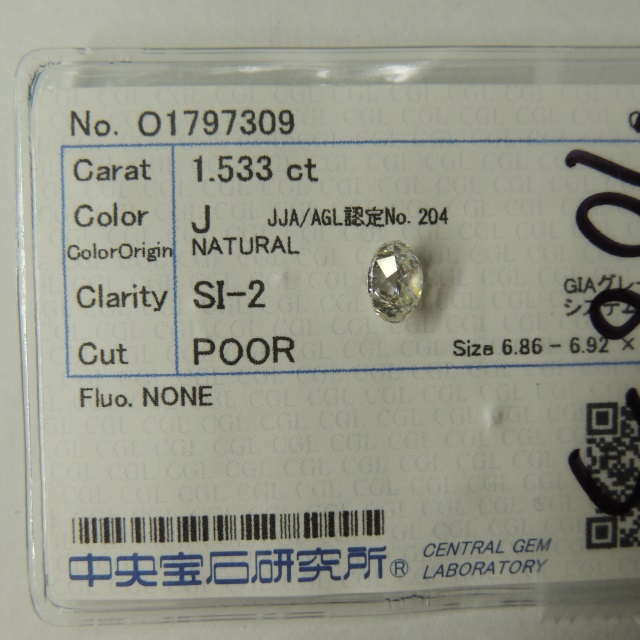 No. 01797309
Carat 1.533 ct
Color J JJA/AGL認定No. 204
ColorOrigin NATURAL
Clarity SI-2
GIAグレ
システ
Cut POOR
Size 6.86 - 6.92 ×
Fluo. NONE
中央宝石研究所® CENTRAL GEM
LABORATORY